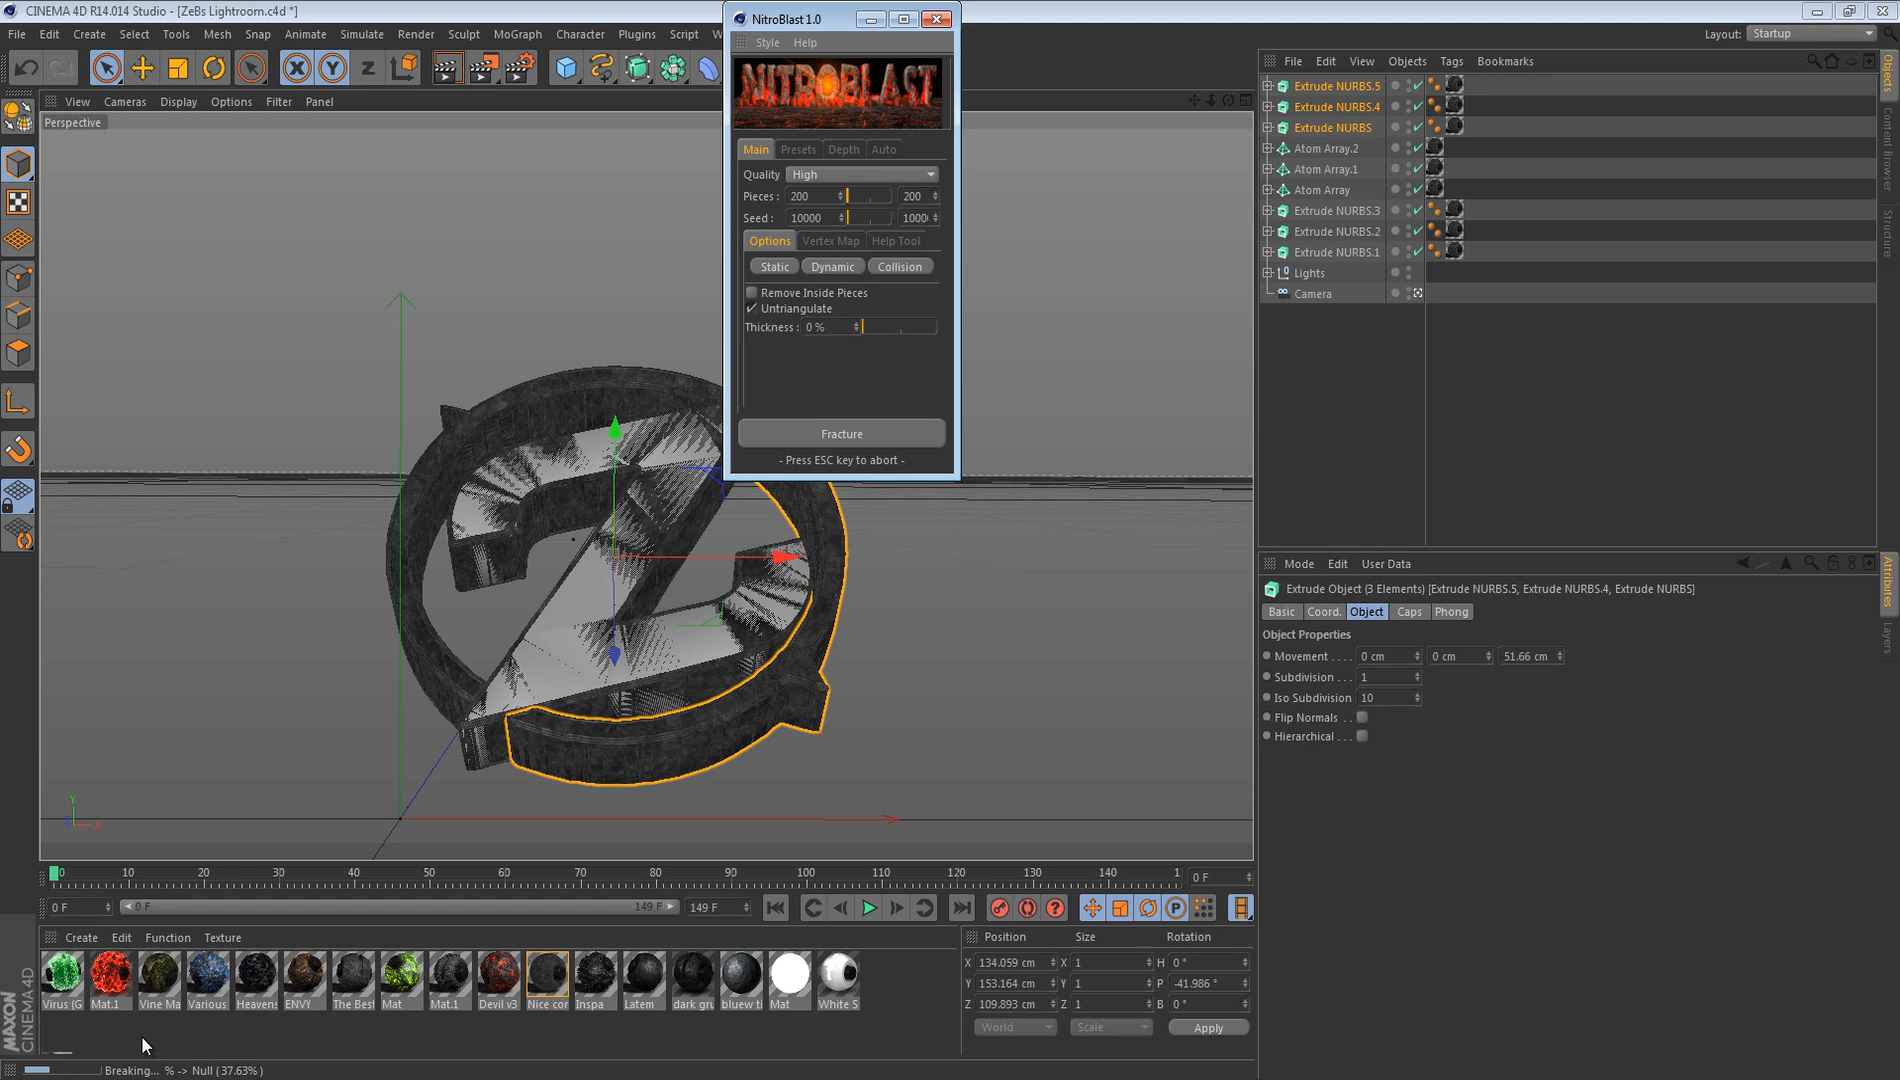 CINEMA 4D R14.014 Studio - [ZeBs Lightroom.c4d *]
File Edit Create Select Tools Mesh Snap Animate Simulate Render Sculpt MoGraph Character Plugins Script W
Layout: Startup
NitroBlast 1.0
Style Help
NITROBLAST
Main Presets Depth Auto
Quality High
Pieces : 200 200
Seed : 10000 1000
Options Vertex Map Help Tool
Static Dynamic Collision
Remove Inside Pieces
Untriangulate
Thickness : 0 %
Fracture
- Press ESC key to abort -
View Cameras Display Options Filter Panel
Perspective
X Y Z
Y
Z X
File Edit View Objects Tags Bookmarks
Extrude NURBS.5
Extrude NURBS.4
Extrude NURBS
Atom Array.2
Atom Array.1
Atom Array
Extrude NURBS.3
Extrude NURBS.2
Extrude NURBS.1
Lights
Camera
Objects
Content Browser
Structure
Mode Edit User Data
Extrude Object (3 Elements) [Extrude NURBS.5, Extrude NURBS.4, Extrude NURBS]
Basic Coord. Object Caps Phong
Object Properties
Movement . . . . 0 cm 0 cm 51.66 cm
Subdivision . . . 1
Iso Subdivision 10
Flip Normals . .
Hierarchical . . .
Attributes
Layers
0 10 20 30 40 50 60 70 80 90 100 110 120 130 140 1 0 F
0 F 0 F 149 F 149 F
Create Edit Function Texture
Virus (G Mat.1 Vine Ma Various Heavens ENVY The Best Mat Mat.1 Devil v3 Nice cor Inspa Latem dark gru bluew ti Mat White S
Position Size Rotation
X 134.059 cm X 1 H 0 °
Y 153.164 cm Y 1 P -41.986 °
Z 109.893 cm Z 1 B 0 °
World Scale Apply
MAXON
CINEMA 4D
Breaking... % -> Null (37.63% )